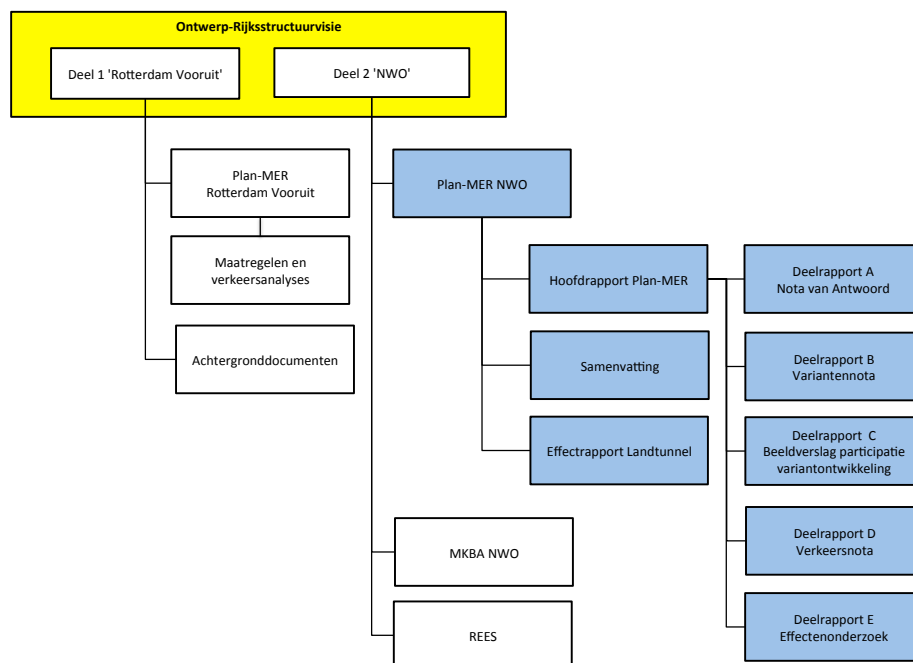 Ontwerp-Rijksstructuurvisie
Deel 1 'Rotterdam Vooruit'
Deel 2 'NWO'
Plan-MER
Rotterdam Vooruit
Maatregelen en
verkeersanalyses
Achtergronddocumenten
Plan-MER NWO
Hoofdrapport Plan-MER
Samenvatting
Effectrapport Landtunnel
Deelrapport A
Nota van Antwoord
Deelrapport B
Variantennota
Deelrapport C
Beeldverslag participatie
variantontwikkeling
Deelrapport D
Verkeersnota
Deelrapport E
Effectenonderzoek
MKBA NWO
REES